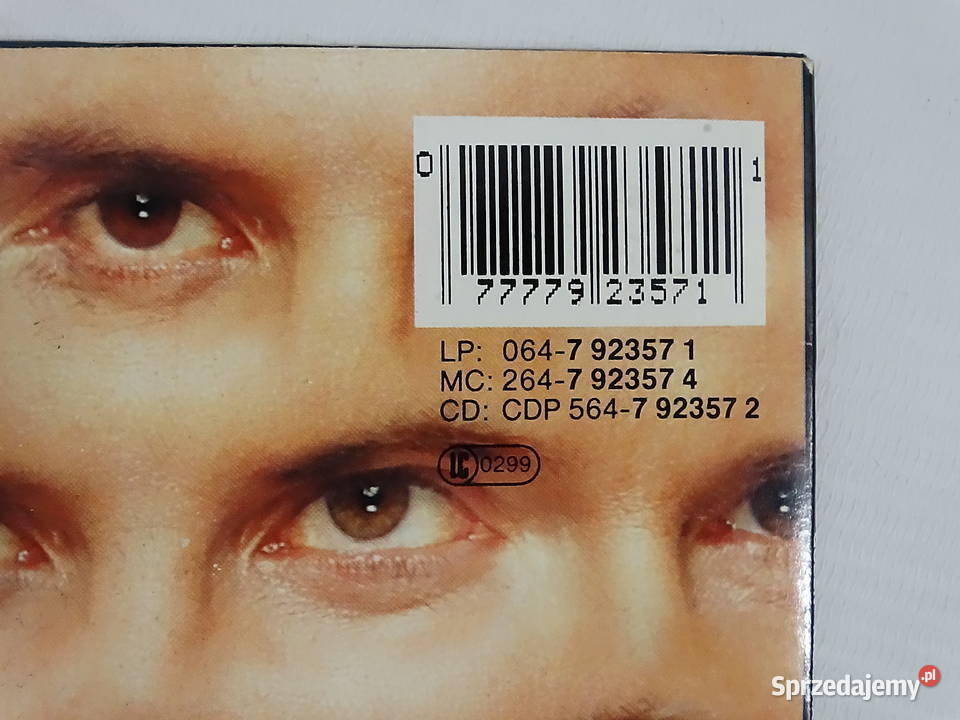 0 1
77779 23571
LP: 064-7 92357 1
MC: 264-7 92357 4
CD: CDP 564-7 92357 2
LC 0299
Sprzedajemy.pl